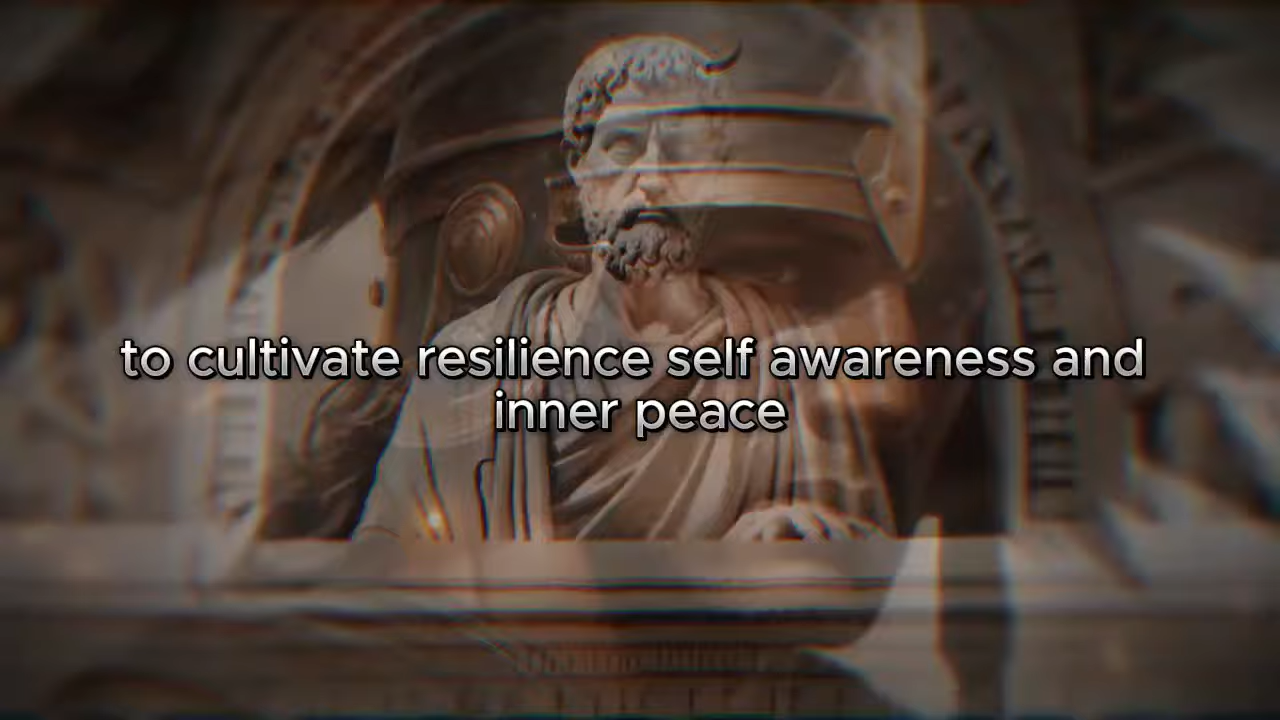 to cultivate resilience self awareness and
inner peace